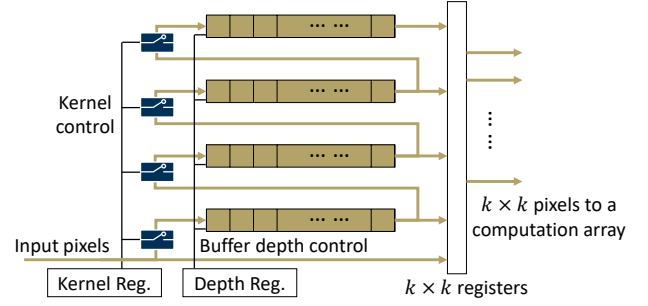 ... ...
Kernel
control
... ...
... ...
... ...
... ...
k × k pixels to a
computation array
Input pixels
Buffer depth control
Kernel Reg.
Depth Reg.
k × k registers